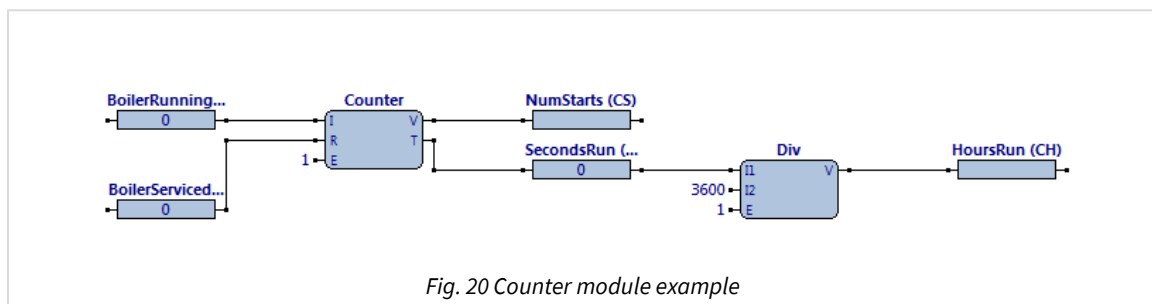 BoilerRunning...
0
Counter
I
R
1 E
V
T
NumStarts (CS)
BoilerServiced...
0
SecondsRun (...
0
Div
I1
3600 I2
1 E
V
HoursRun (CH)
Fig. 20 Counter module example